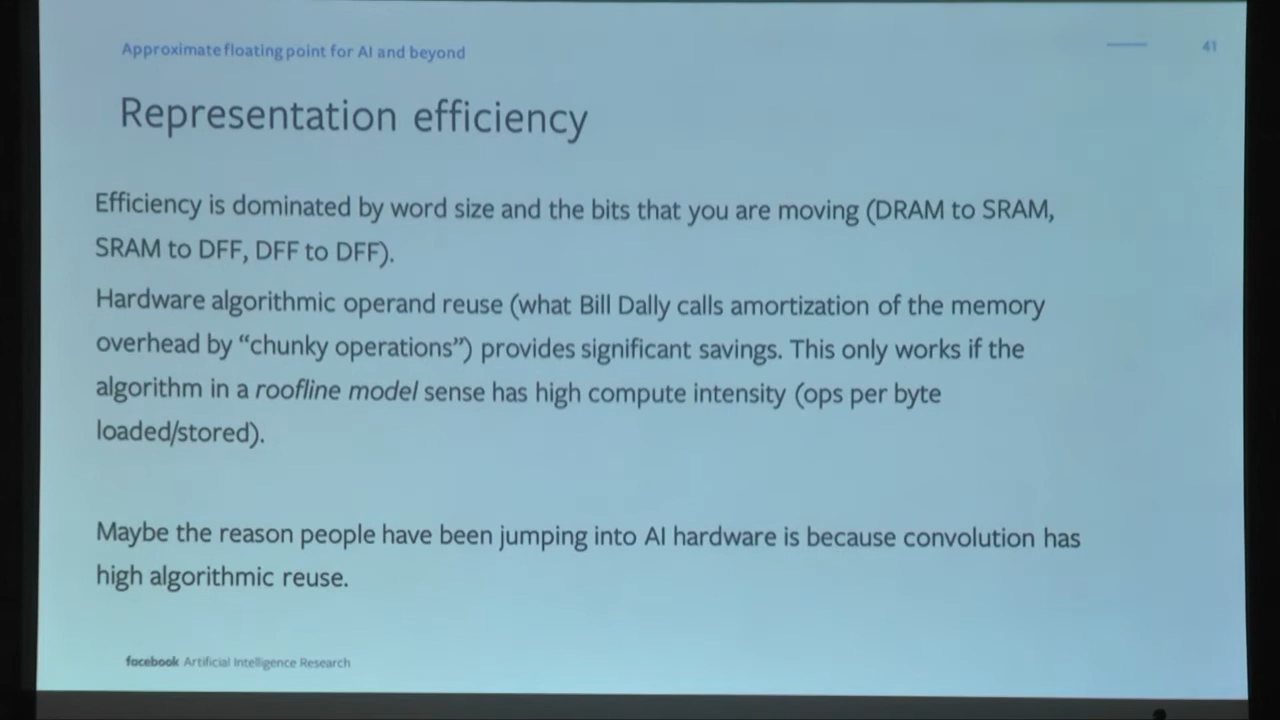 Approximate floating point for AI and beyond
41
Representation efficiency
Efficiency is dominated by word size and the bits that you are moving (DRAM to SRAM,
SRAM to DFF, DFF to DFF).
Hardware algorithmic operand reuse (what Bill Dally calls amortization of the memory
overhead by “chunky operations”) provides significant savings. This only works if the
algorithm in a roofline model sense has high compute intensity (ops per byte
loaded/stored).
Maybe the reason people have been jumping into AI hardware is because convolution has
high algorithmic reuse.
facebook Artificial Intelligence Research